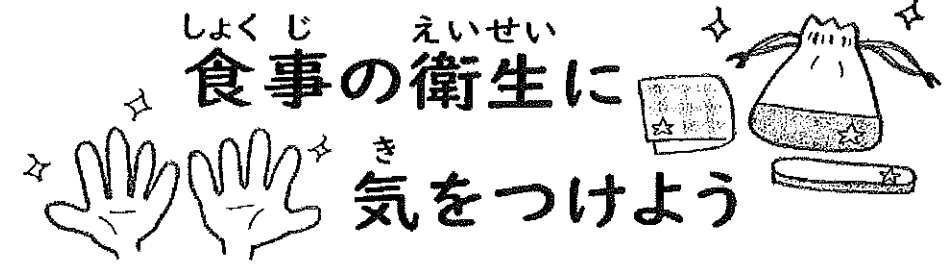 しょく じ えいせい
食事の衛生に
き
気をつけよう